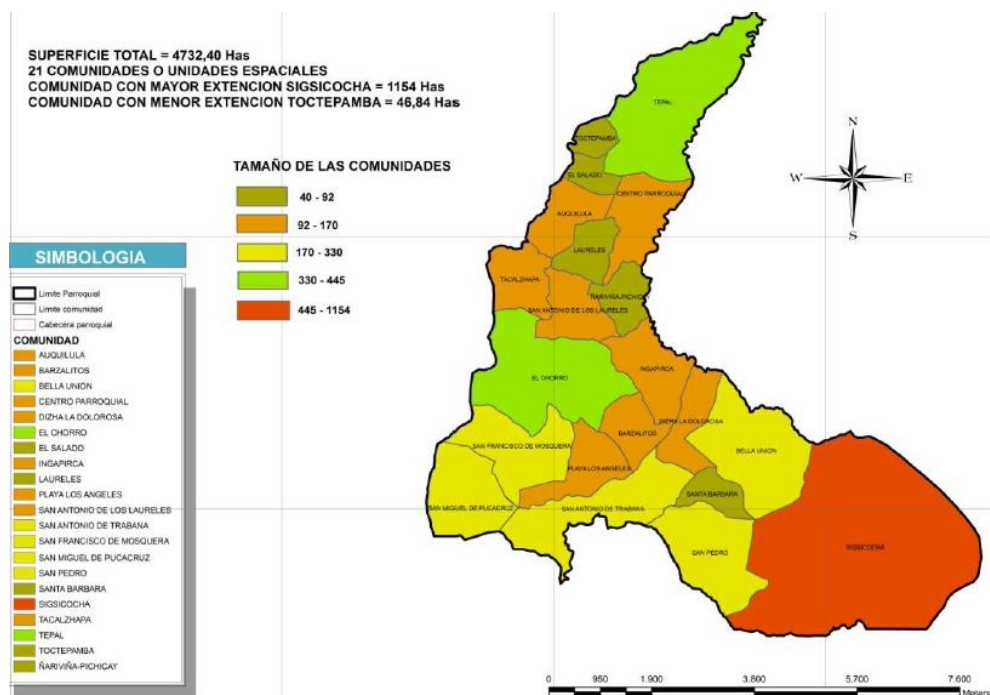 SUPERFICIE TOTAL = 4732,40 Has
21 COMUNIDADES O UNIDADES ESPACIALES
COMUNIDAD CON MAYOR EXTENCION SIGSICOCHA = 1154 Has
COMUNIDAD CON MENOR EXTENCION TOCTEPAMBA = 46,84 Has
TAMAÑO DE LAS COMUNIDADES
40 - 92
92 - 170
170 - 330
330 - 445
445 - 1154
N
W
E
S
SIMBOLOGIA
Limite Parroquial
Limite comunidad
Cabecera parroquial
COMUNIDAD
AUQUILULA
BARZALITOS
BELLA UNION
CENTRO PARROQUIAL
DIZHA LA DOLOROSA
EL CHORRO
EL SALADO
INGAPIRCA
LAURELES
PLAYA LOS ANGELES
SAN ANTONIO DE LOS LAURELES
SAN ANTONIO DE TRABANA
SAN FRANCISCO DE MOSQUERA
SAN MIGUEL DE PUCACRUZ
SAN PEDRO
SANTA BARBARA
SIGSICOCHA
TACALZHAPA
TEPAL
TOCTEPAMBA
ÑARIVIÑA-PICHICAY
TEPAL
TOCTEPAMBA
EL SALADO
CENTRO PARROQUIAL
AUQUILULA
LAURELES
TACALZHAPA
ÑARIVIÑA-PICHICAY
SAN ANTONIO DE LOS LAURELES
INGAPIRCA
EL CHORRO
DIZHA LA DOLOROSA
BARZALITOS
SAN FRANCISCO DE MOSQUERA
BELLA UNION
PLAYA LOS ANGELES
SANTA BARBARA
SAN MIGUEL DE PUCACRUZ
SAN ANTONIO DE TRABANA
SAN PEDRO
SIGSICOCHA
0 950 1.900 3.800 5.700 7.600
Meters